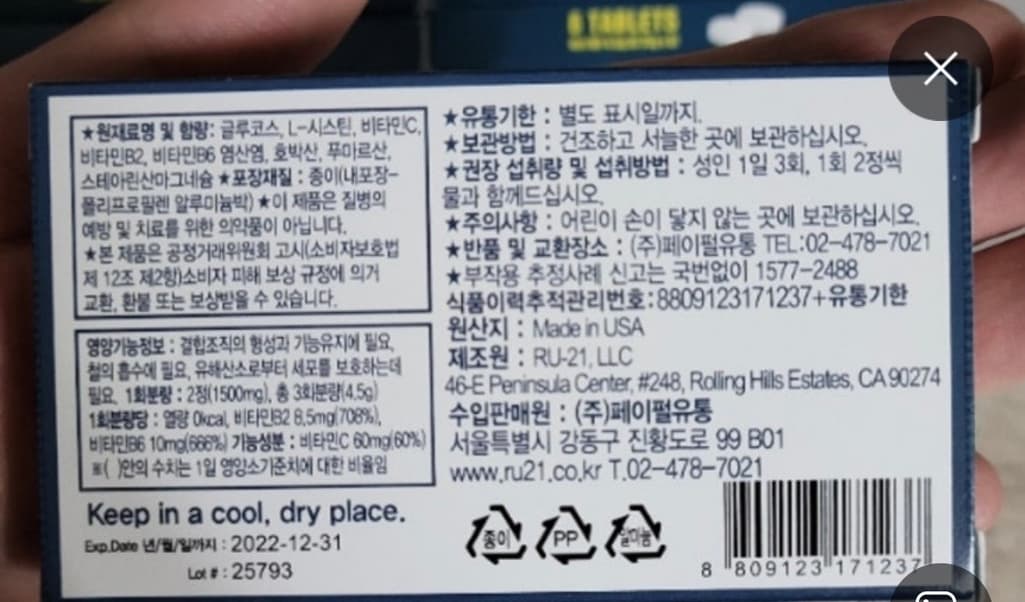 6 TABLETS
★원재료명 및 함량: 글루코스, L-시스틴, 비타민C,
비타민B2, 비타민B6 염산염, 호박산, 푸마르산,
스테아린산마그네슘 ★포장재질 : 종이(내포장-
폴리프로필렌 알루미늄박) ★이 제품은 질병의
예방 및 치료를 위한 의약품이 아닙니다.
★본 제품은 공정거래위원회 고시(소비자보호법
제 12조 제2항)소비자 피해 보상 규정에 의거
교환, 환불 또는 보상받을 수 있습니다.
영양기능정보 : 결합조직의 형성과 기능유지에 필요,
철의 흡수에 필요, 유해산소로부터 세포를 보호하는데
필요, 1회분량 : 2정(1500mg), 총 3회분량(4.5g)
1회분량당 : 열량 0kcal, 비타민B2 8.5mg(708%),
비타민B6 10mg(666%) 기능성분 : 비타민C 60mg(60%)
※( )안의 수치는 1일 영양소기준치에 대한 비율임
Keep in a cool, dry place.
Exp.Date 년/월/일까지 : 2022-12-31
Lot # : 25793
★유통기한 : 별도 표시일까지.
★보관방법 : 건조하고 서늘한 곳에 보관하십시오.
★권장 섭취량 및 섭취방법 : 성인 1일 3회, 1회 2정씩
물과 함께드십시오.
★주의사항 : 어린이 손이 닿지 않는 곳에 보관하십시오.
★반품 및 교환장소 : (주)페이펄유통 TEL:02-478-7021
★부작용 추정사례 신고는 국번없이 1577-2488
식품이력추적관리번호:8809123171237+유통기한
원산지 : Made in USA
제조원 : RU-21, LLC
46-E Peninsula Center, #248, Rolling Hills Estates, CA 90274
수입판매원 : (주)페이펄유통
서울특별시 강동구 진황도로 99 B01
www.ru21.co.kr T.02-478-7021
종이 PP 알미늄
8 809123 171237